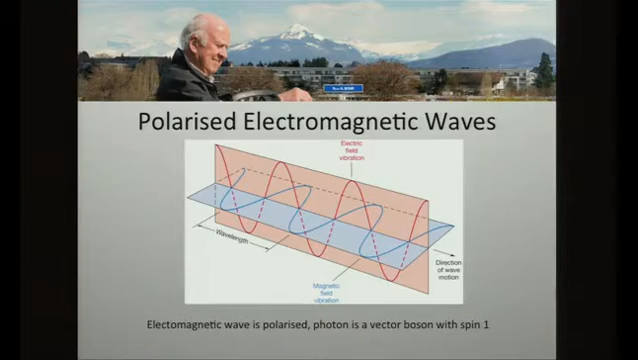 Polarised Electromagnetic Waves
Electric
field
vibration
Wavelength
Direction
of wave
motion
Magnetic
field
vibration
Electomagnetic wave is polarised, photon is a vector boson with spin 1